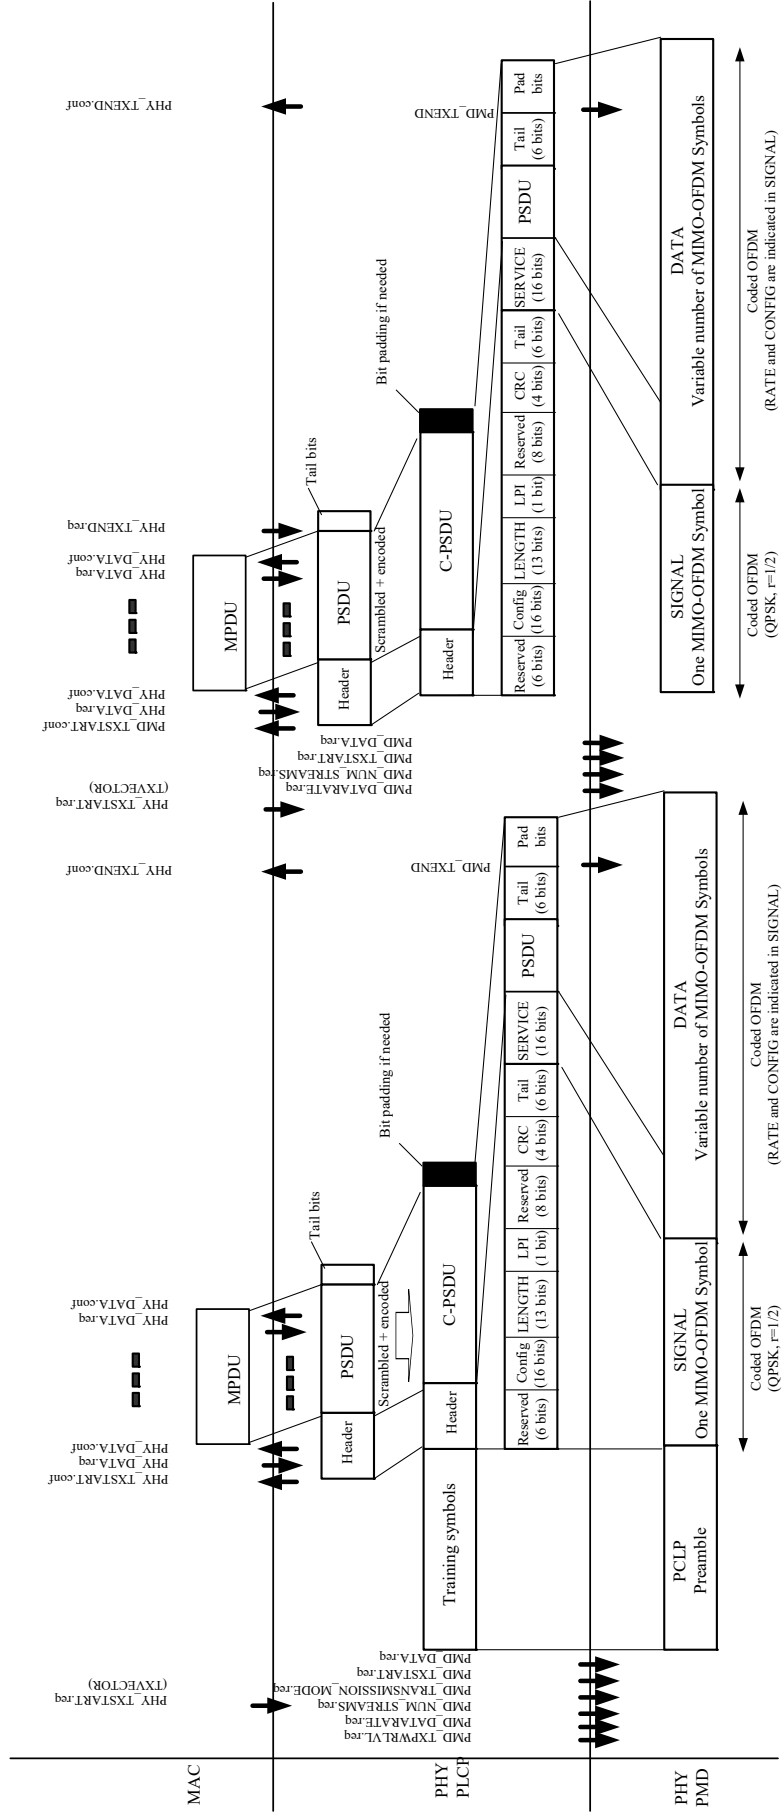 MAC
PHY_TXSTART.req
(TXVECTOR)
PHY_TXSTART.conf
PHY_DATA.req
PHY_DATA.conf
MPDU
PHY_DATA.req
PHY_DATA.conf
PHY_TXEND.conf
PHY_TXSTART.req
(TXVECTOR)
PMD_TXSTART.conf
PHY_DATA.req
PHY_DATA.conf
MPDU
PHY_DATA.req
PHY_DATA.conf
PHY_TXEND.req
PHY_TXEND.conf
PHY
PLCP
PMD_TXPWRLVL.req
PMD_DATARATE.req
PMD_NUM_STREAMS.req
PMD_TRANSMISSION_MODE.req
PMD_TXSTART.req
PMD_DATA.req
Header
PSDU
Tail bits
Scrambled + encoded
Training symbols
Header
C-PSDU
Bit padding if needed
Reserved
(6 bits)
Config
(16 bits)
LENGTH
(13 bits)
LPI
(1 bit)
Reserved
(8 bits)
CRC
(4 bits)
Tail
(6 bits)
SERVICE
(16 bits)
PSDU
Tail
(6 bits)
Pad
bits
PMD_TXEND
PMD_DATARATE.req
PMD_NUM_STREAMS.req
PMD_TXSTART.req
PMD_DATA.req
Header
PSDU
Tail bits
Scrambled + encoded
Header
C-PSDU
Bit padding if needed
Reserved
(6 bits)
Config
(16 bits)
LENGTH
(13 bits)
LPI
(1 bit)
Reserved
(8 bits)
CRC
(4 bits)
Tail
(6 bits)
SERVICE
(16 bits)
PSDU
Tail
(6 bits)
Pad
bits
PMD_TXEND
PHY
PMD
PCLP
Preamble
SIGNAL
One MIMO-OFDM Symbol
DATA
Variable number of MIMO-OFDM Symbols
Coded OFDM
(QPSK, r=1/2)
Coded OFDM
(RATE and CONFIG are indicated in SIGNAL)
SIGNAL
One MIMO-OFDM Symbol
DATA
Variable number of MIMO-OFDM Symbols
Coded OFDM
(QPSK, r=1/2)
Coded OFDM
(RATE and CONFIG are indicated in SIGNAL)